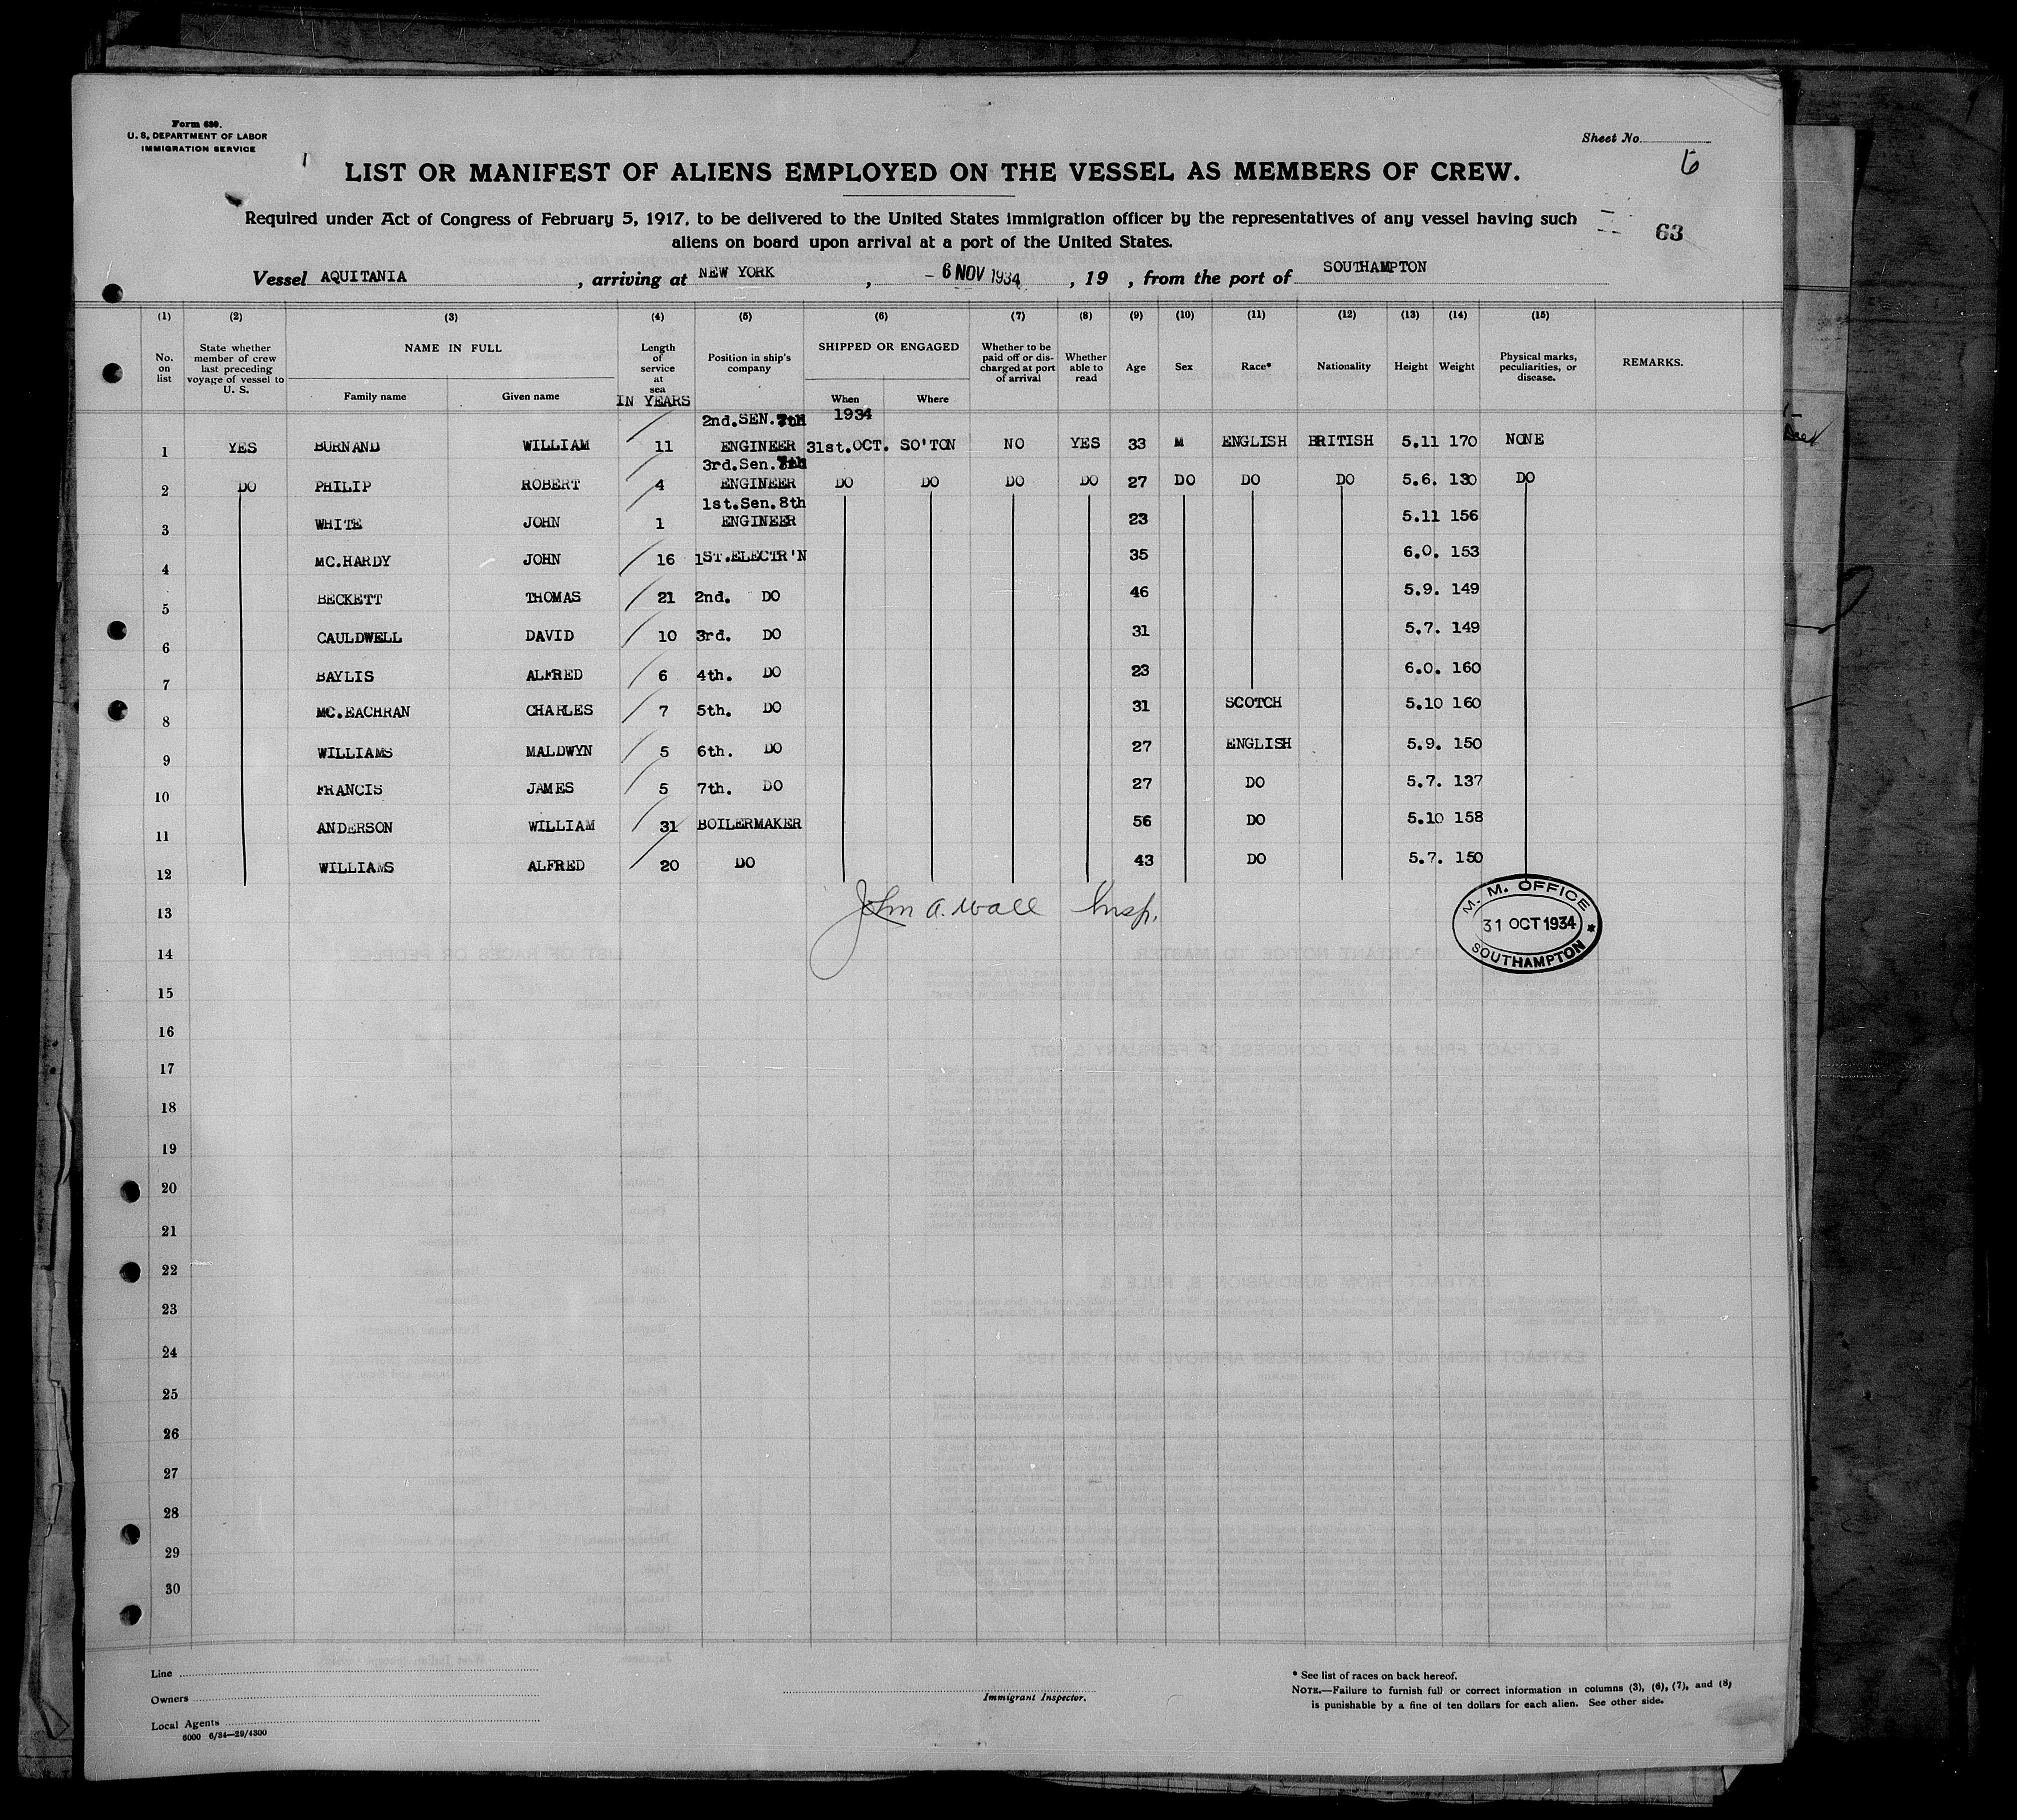 Form 680.
U. S. DEPARTMENT OF LABOR
IMMIGRATION SERVICE
Sheet No.
6
LIST OR MANIFEST OF ALIENS EMPLOYED ON THE VESSEL AS MEMBERS OF CREW.
Required under Act of Congress of February 5, 1917, to be delivered to the United States immigration officer by the representatives of any vessel having such
aliens on board upon arrival at a port of the United States.
63
Vessel AQUITANIA, arriving at NEW YORK, - 6 NOV 1934, 19 , from the port of SOUTHAMPTON
(1) (2) (3) (4) (5) (6) (7) (8) (9) (10) (11) (12) (13) (14) (15)
No. on list
State whether member of crew last preceding voyage of vessel to U. S.
NAME IN FULL
Family name
Given name
Length of service at sea
IN YEARS
Position in ship's company
SHIPPED OR ENGAGED
When
Where
Whether to be paid off or discharged at port of arrival
Whether able to read
Age
Sex
Race*
Nationality
Height
Weight
Physical marks, peculiarities, or disease.
REMARKS.
2nd.SEN.7th 1934
1 YES BURNAND WILLIAM 11 ENGINEER 31st.OCT. SO'TON NO YES 33 M ENGLISH BRITISH 5.11 170 NONE
3rd.Sen.
2 DO PHILIP ROBERT 4 ENGINEER DO DO DO DO 27 DO DO DO 5.6. 130 DO
1st.Sen.8th
3 WHITE JOHN 1 ENGINEER 23 5.11 156
4 MC.HARDY JOHN 16 1ST.ELECTR'N 35 6.0. 153
5 BECKETT THOMAS 21 2nd. DO 46 5.9. 149
6 CAULDWELL DAVID 10 3rd. DO 31 5.7. 149
7 BAYLIS ALFRED 6 4th. DO 23 6.0. 160
8 MC.EACHRAN CHARLES 7 5th. DO 31 SCOTCH 5.10 160
9 WILLIAMS MALDWYN 5 6th. DO 27 ENGLISH 5.9. 150
10 FRANCIS JAMES 5 7th. DO 27 DO 5.7. 137
11 ANDERSON WILLIAM 31 BOILERMAKER 56 DO 5.10 158
12 WILLIAMS ALFRED 20 DO 43 DO 5.7. 150
13 John A. Wall Insp.
M. M. OFFICE
31 OCT 1934
SOUTHAMPTON *
14
15
16
17
18
19
20
21
22
23
24
25
26
27
28
29
30
Line
Owners
Local Agents
6000 6/34—29/4300
Immigrant Inspector.
* See list of races on back hereof.
NOTE.—Failure to furnish full or correct information in columns (3), (6), (7), and (8)
is punishable by a fine of ten dollars for each alien. See other side.